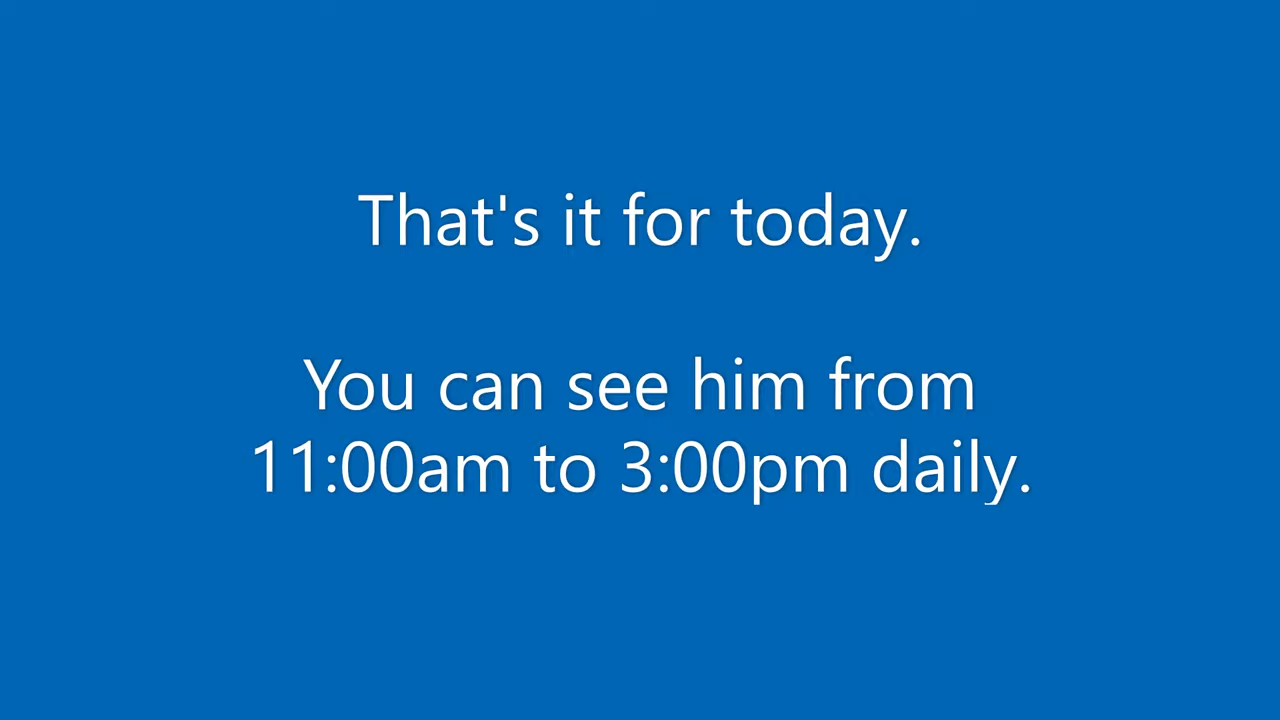 That's it for today.
You can see him from
11:00am to 3:00pm daily.